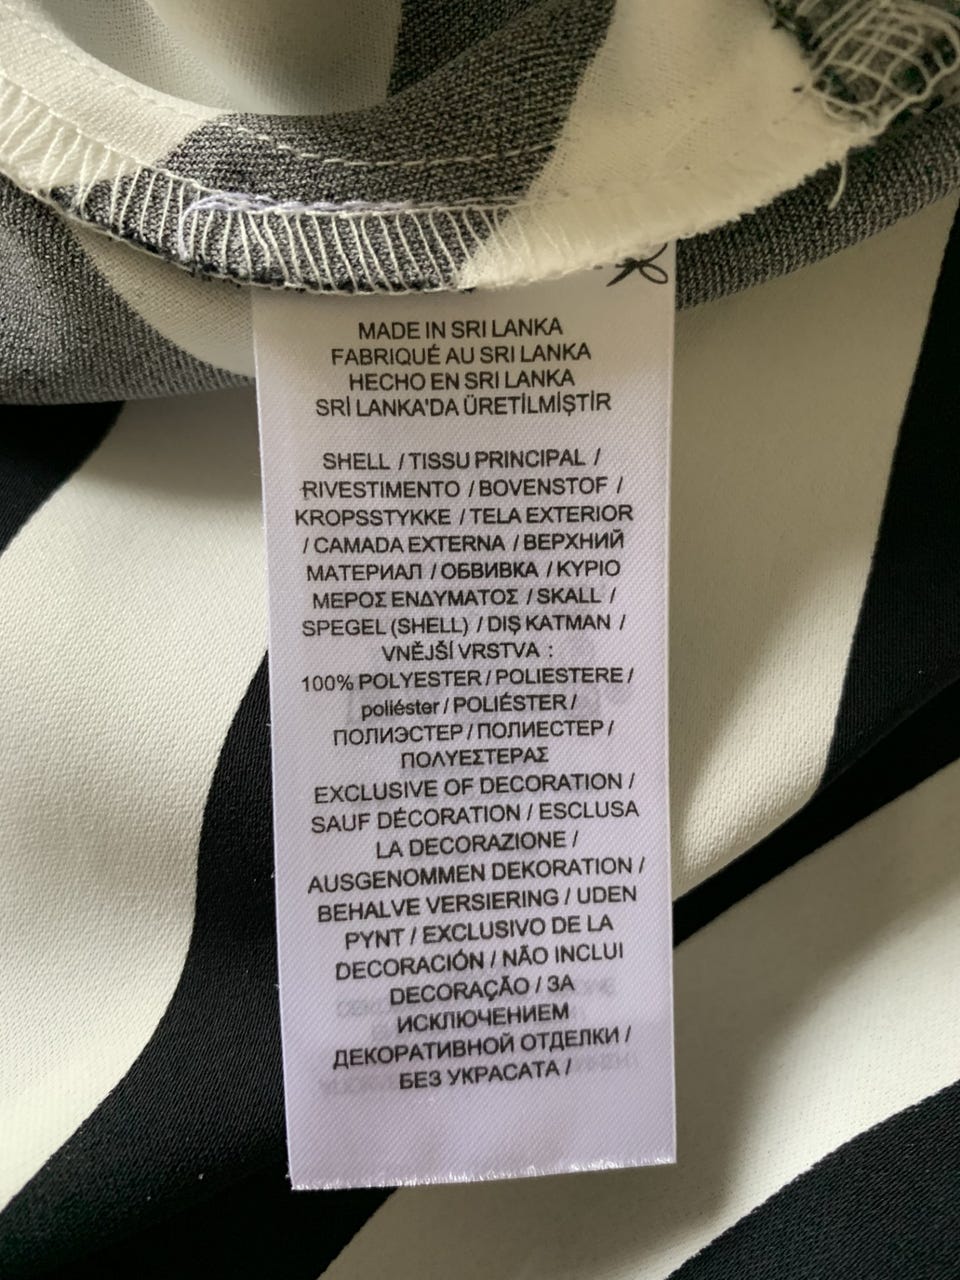 MADE IN SRI LANKA
FABRIQUÉ AU SRI LANKA
HECHO EN SRI LANKA
SRİ LANKA'DA ÜRETİLMİŞTİR
SHELL / TISSU PRINCIPAL /
RIVESTIMENTO / BOVENSTOF /
KROPSSTYKKE / TELA EXTERIOR
/ CAMADA EXTERNA / ВЕРХНИЙ
МАТЕРИАЛ / ОБВИВКА / ΚΥΡΙΟ
ΜΕΡΟΣ ΕΝΔΥΜΑΤΟΣ / SKALL /
SPEGEL (SHELL) / DIŞ KATMAN /
VNĚJŠÍ VRSTVA :
100% POLYESTER / POLIESTERE /
poliéster / POLIÉSTER /
ПОЛИЭСТЕР / ПОЛИЕСТЕР /
ΠΟΛΥΕΣΤΕΡΑΣ
EXCLUSIVE OF DECORATION /
SAUF DÉCORATION / ESCLUSA
LA DECORAZIONE /
AUSGENOMMEN DEKORATION /
BEHALVE VERSIERING / UDEN
PYNT / EXCLUSIVO DE LA
DECORACIÓN / NÃO INCLUI
DECORAÇÃO / ЗА
ИСКЛЮЧЕНИЕМ
ДЕКОРАТИВНОЙ ОТДЕЛКИ /
БЕЗ УКРАСАТА /